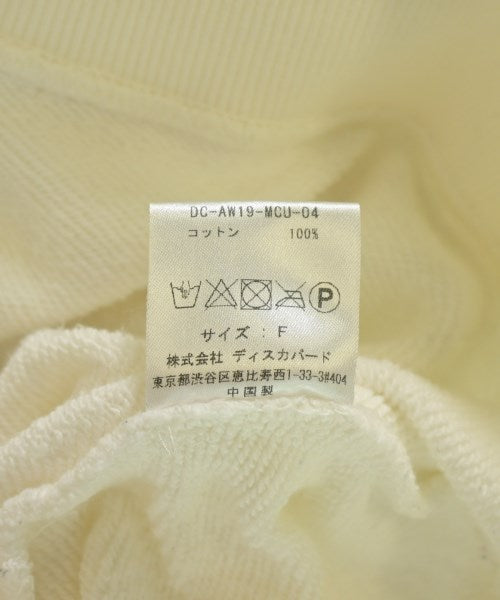 DC-AW19-MCU-04
コットン 100%
P
サイズ : F
株式会社 ディスカバード
東京都渋谷区恵比寿西1-33-3#404
中国製